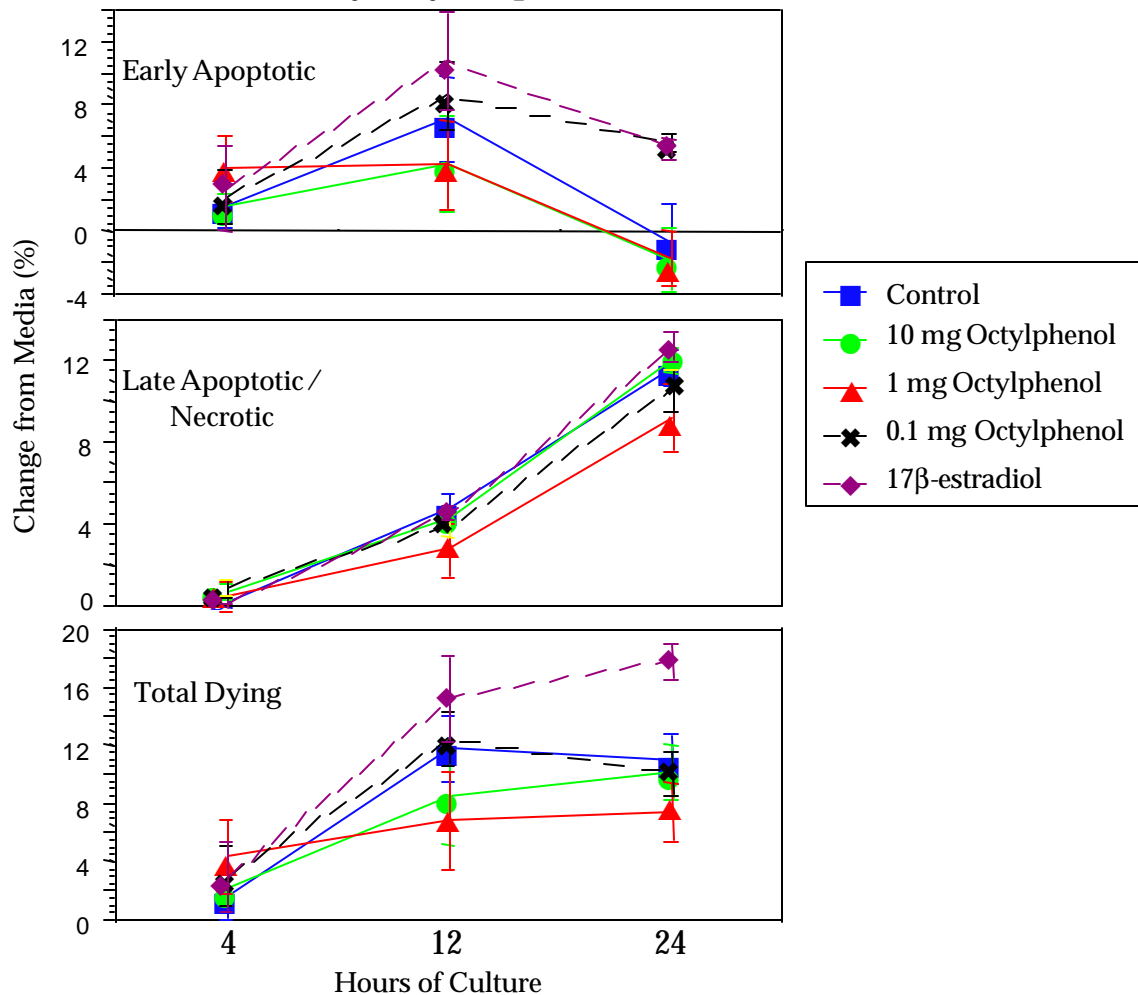 12
8
4
0
-4
Early Apoptotic
12
8
4
0
Late Apoptotic /
Necrotic
20
16
12
8
4
0
Total Dying
4 12 24
Hours of Culture
Change from Media (%)
Control
10 mg Octylphenol
1 mg Octylphenol
0.1 mg Octylphenol
17β-estradiol